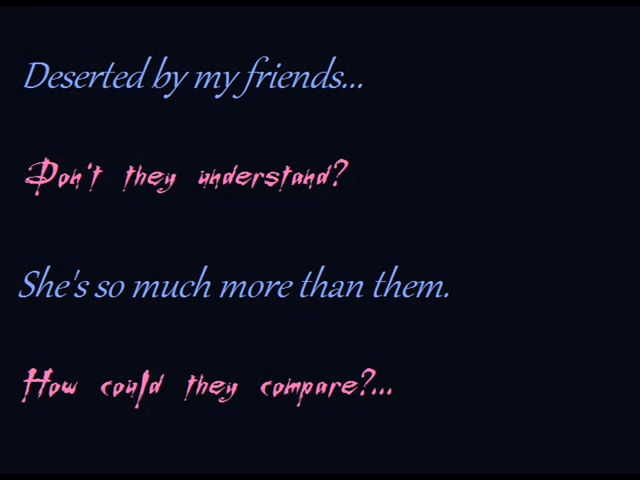 Deserted by my friends...
Don't they understand?
She's so much more than them.
How could they compare?...